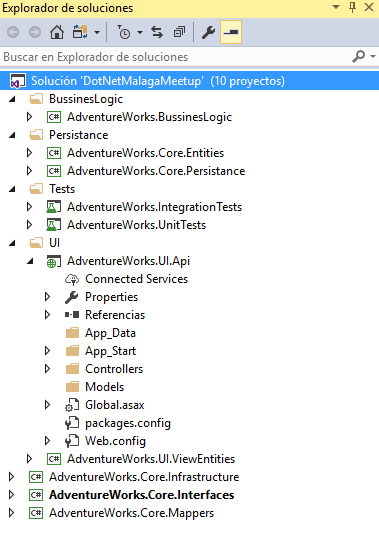 Explorador de soluciones
Buscar en Explorador de soluciones
Solución 'DotNetMalagaMeetup' (10 proyectos)
BussinesLogic
C# AdventureWorks.BussinesLogic
Persistance
C# AdventureWorks.Core.Entities
C# AdventureWorks.Core.Persistance
Tests
AdventureWorks.IntegrationTests
AdventureWorks.UnitTests
UI
AdventureWorks.UI.Api
Connected Services
Properties
Referencias
App_Data
App_Start
Controllers
Models
Global.asax
packages.config
Web.config
C# AdventureWorks.UI.ViewEntities
C# AdventureWorks.Core.Infrastructure
C# AdventureWorks.Core.Interfaces
C# AdventureWorks.Core.Mappers